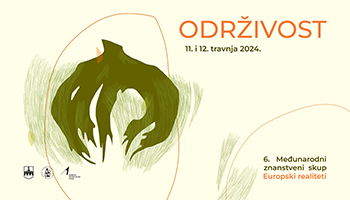 ODRŽIVOST
11. i 12. travnja 2024.
6. Međunarodni
znanstveni skup
Europski realiteti